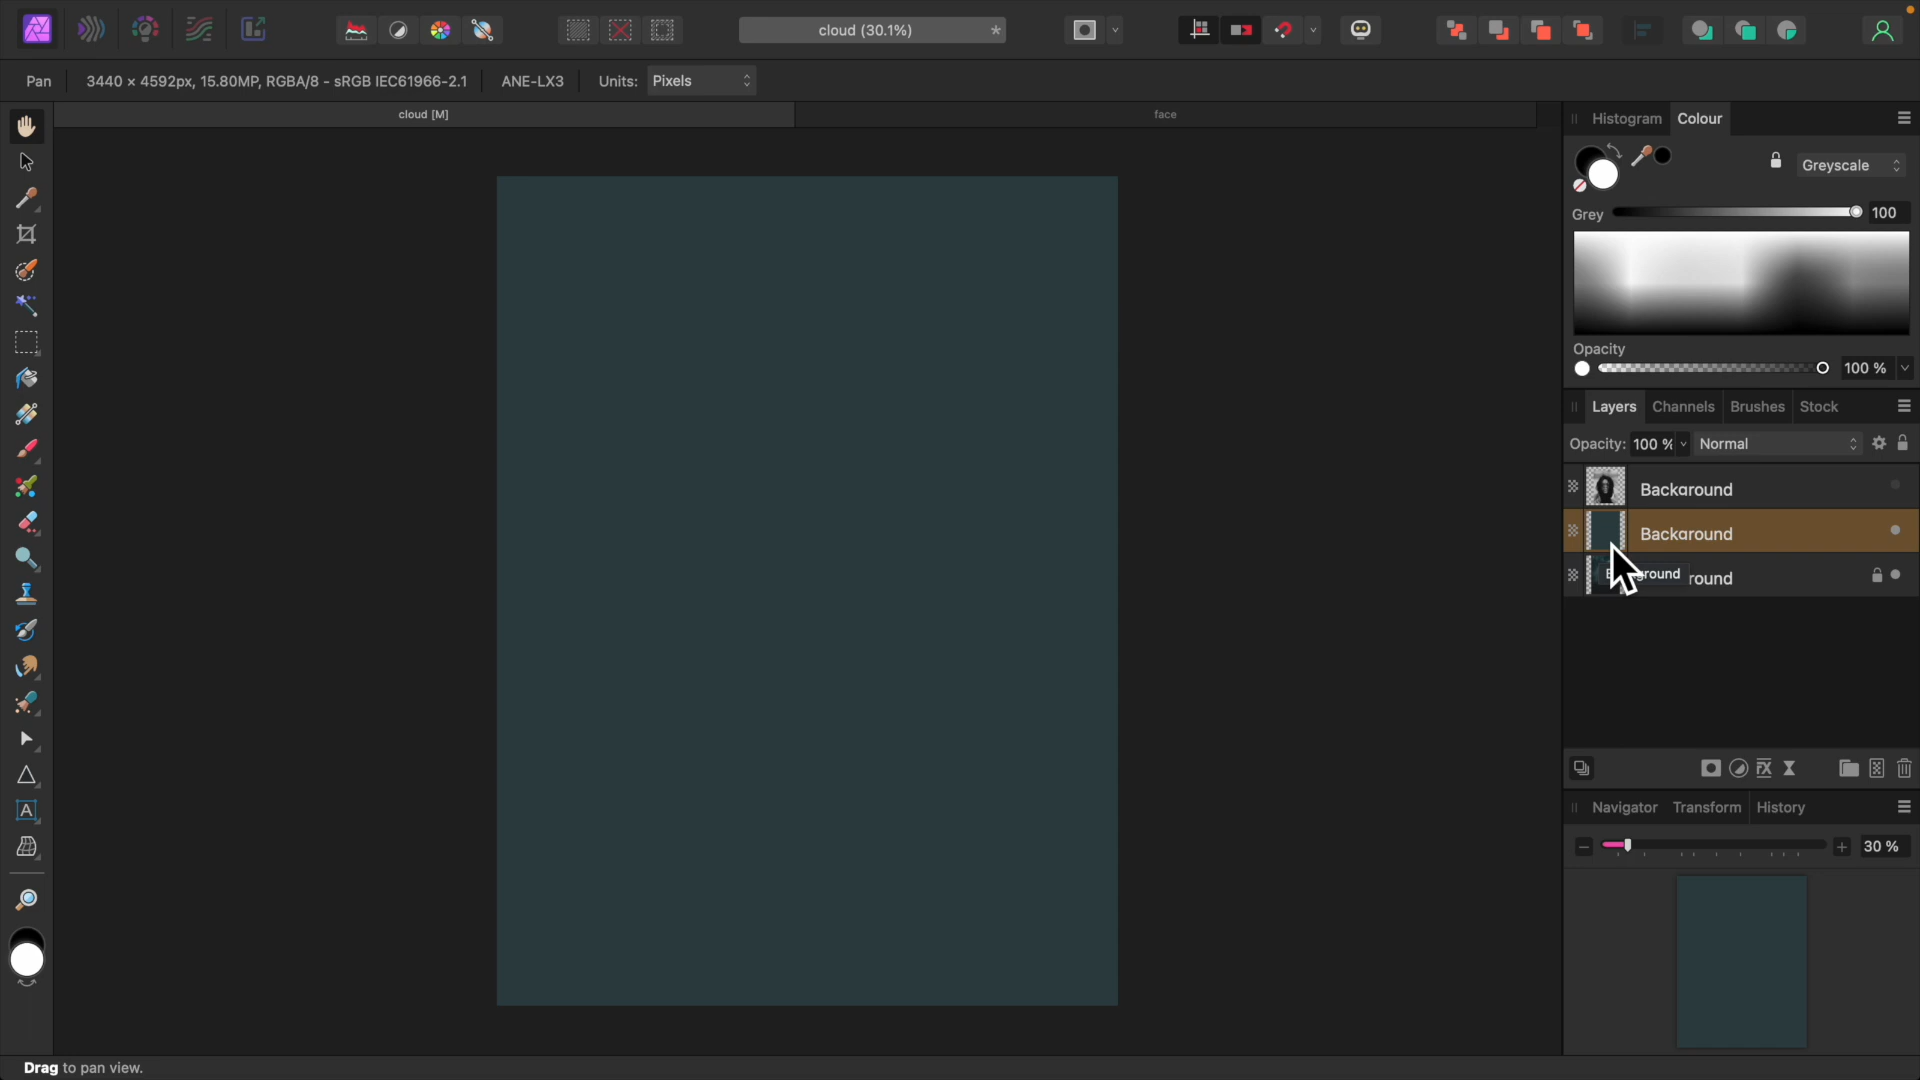 cloud (30.1%)
*
Pan
3440 × 4592px, 15.80MP, RGBA/8 - sRGB IEC61966-2.1
ANE-LX3
Units:
Pixels
cloud [M]
face
Histogram
Colour
Greyscale
Grey
100
Opacity
100 %
Layers
Channels
Brushes
Stock
Opacity:
100 %
Normal
Background
Background
round
Navigator
Transform
History
30 %
A
Drag to pan view.